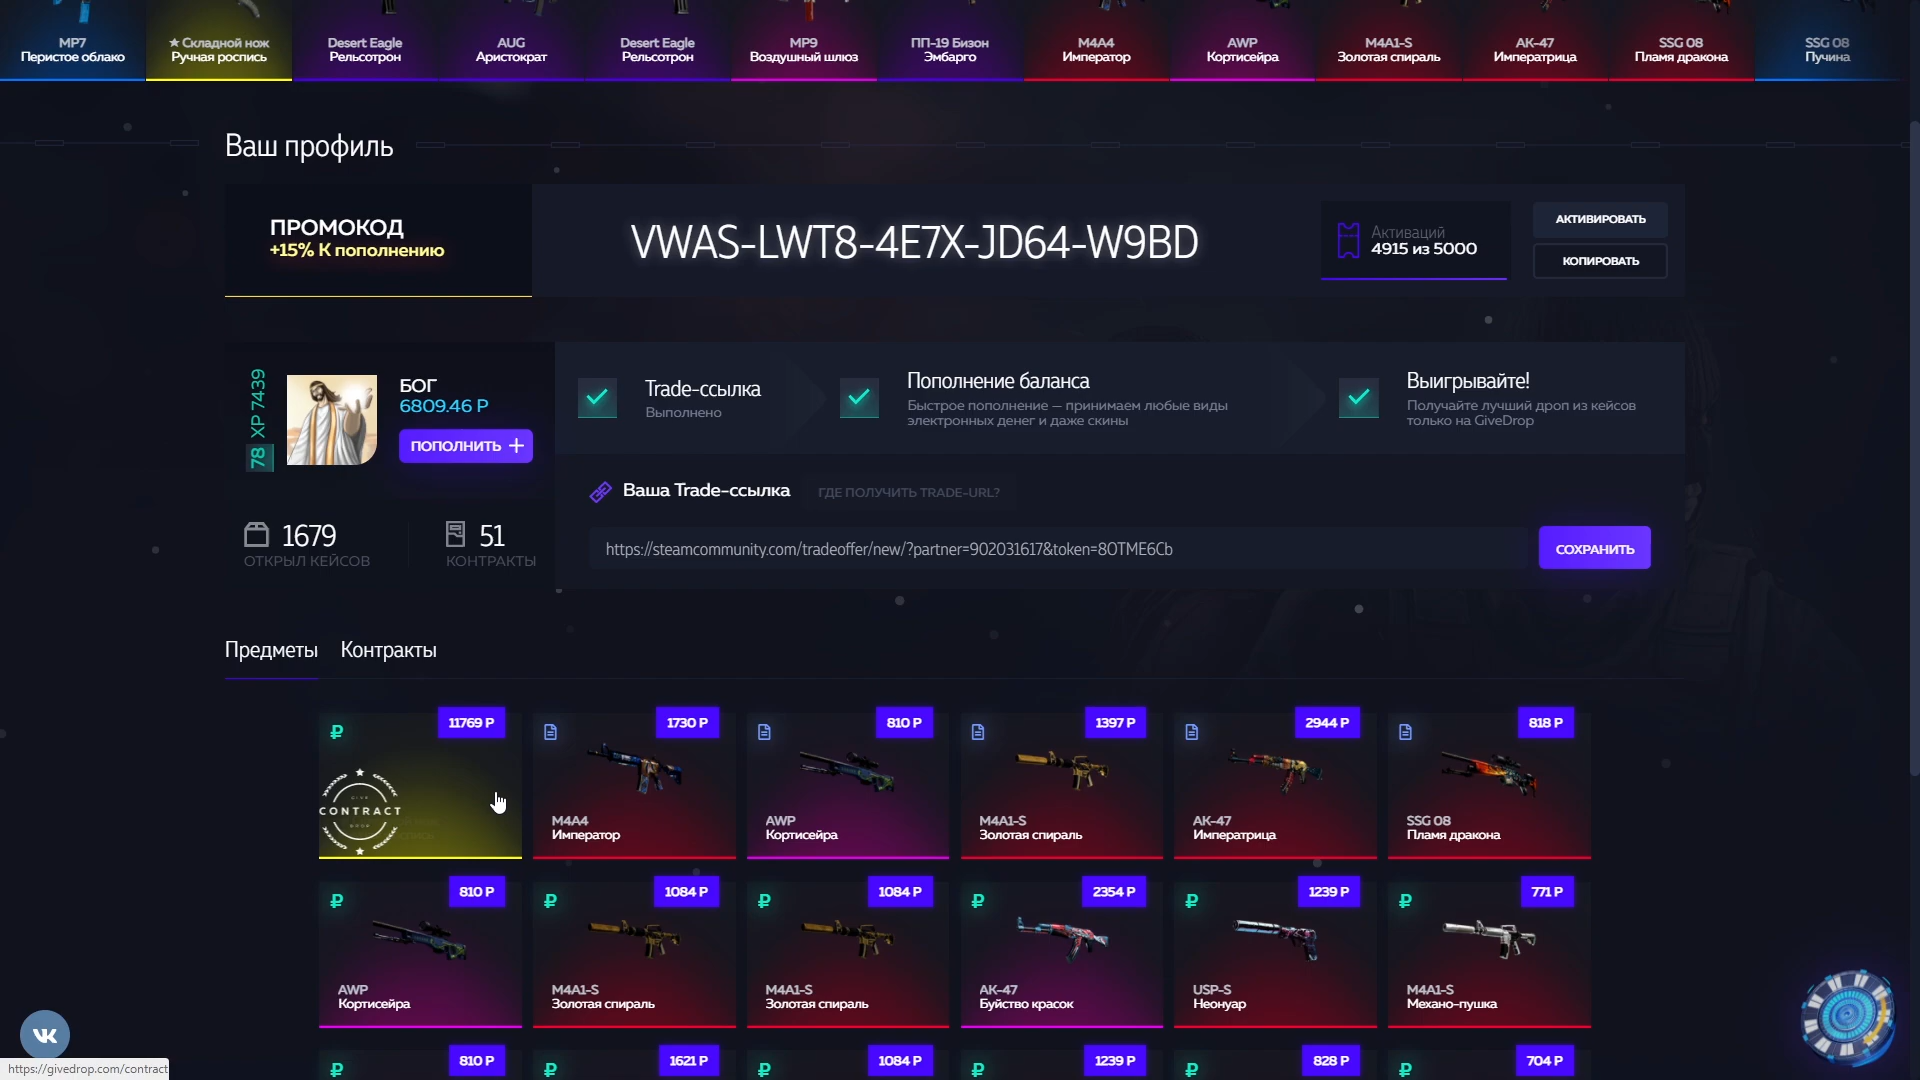 MP7
Перистое облако
★ Складной нож
Ручная роспись
Desert Eagle
Рельсотрон
AUG
Аристократ
Desert Eagle
Рельсотрон
MP9
Воздушный шлюз
ПП-19 Бизон
Эмбарго
M4A4
Император
AWP
Кортисейра
M4A1-S
Золотая спираль
AK-47
Императрица
SSG 08
Пламя дракона
SSG 08
Пучина
Ваш профиль
ПРОМОКОД
+15% К пополнению
VWAS-LWT8-4E7X-JD64-W9BD
Активаций
4915 из 5000
АКТИВИРОВАТЬ
КОПИРОВАТЬ
78 XP 7439
БОГ
6809.46 Р
ПОПОЛНИТЬ +
1679
ОТКРЫЛ КЕЙСОВ
51
КОНТРАКТЫ
Trade-ссылка
Выполнено
Пополнение баланса
Быстрое пополнение — принимаем любые виды
электронных денег и даже скины
Выигрывайте!
Получайте лучший дроп из кейсов
только на GiveDrop
Ваша Trade-ссылка
ГДЕ ПОЛУЧИТЬ TRADE-URL?
https://steamcommunity.com/tradeoffer/new/?partner=902031617&token=8OTME6Cb
СОХРАНИТЬ
Предметы
Контракты
₽
11769 Р
GIVE
CONTRACT
DROP
1730 Р
M4A4
Император
810 Р
AWP
Кортисейра
1397 Р
M4A1-S
Золотая спираль
2944 Р
AK-47
Императрица
818 Р
SSG 08
Пламя дракона
₽
810 Р
AWP
Кортисейра
₽
1084 Р
M4A1-S
Золотая спираль
₽
1084 Р
M4A1-S
Золотая спираль
₽
2354 Р
AK-47
Буйство красок
₽
1239 Р
USP-S
Неонуар
₽
771 Р
M4A1-S
Механо-пушка
₽
810 Р
₽
1621 Р
₽
1084 Р
₽
1239 Р
₽
828 Р
₽
704 Р
https://givedrop.com/contract